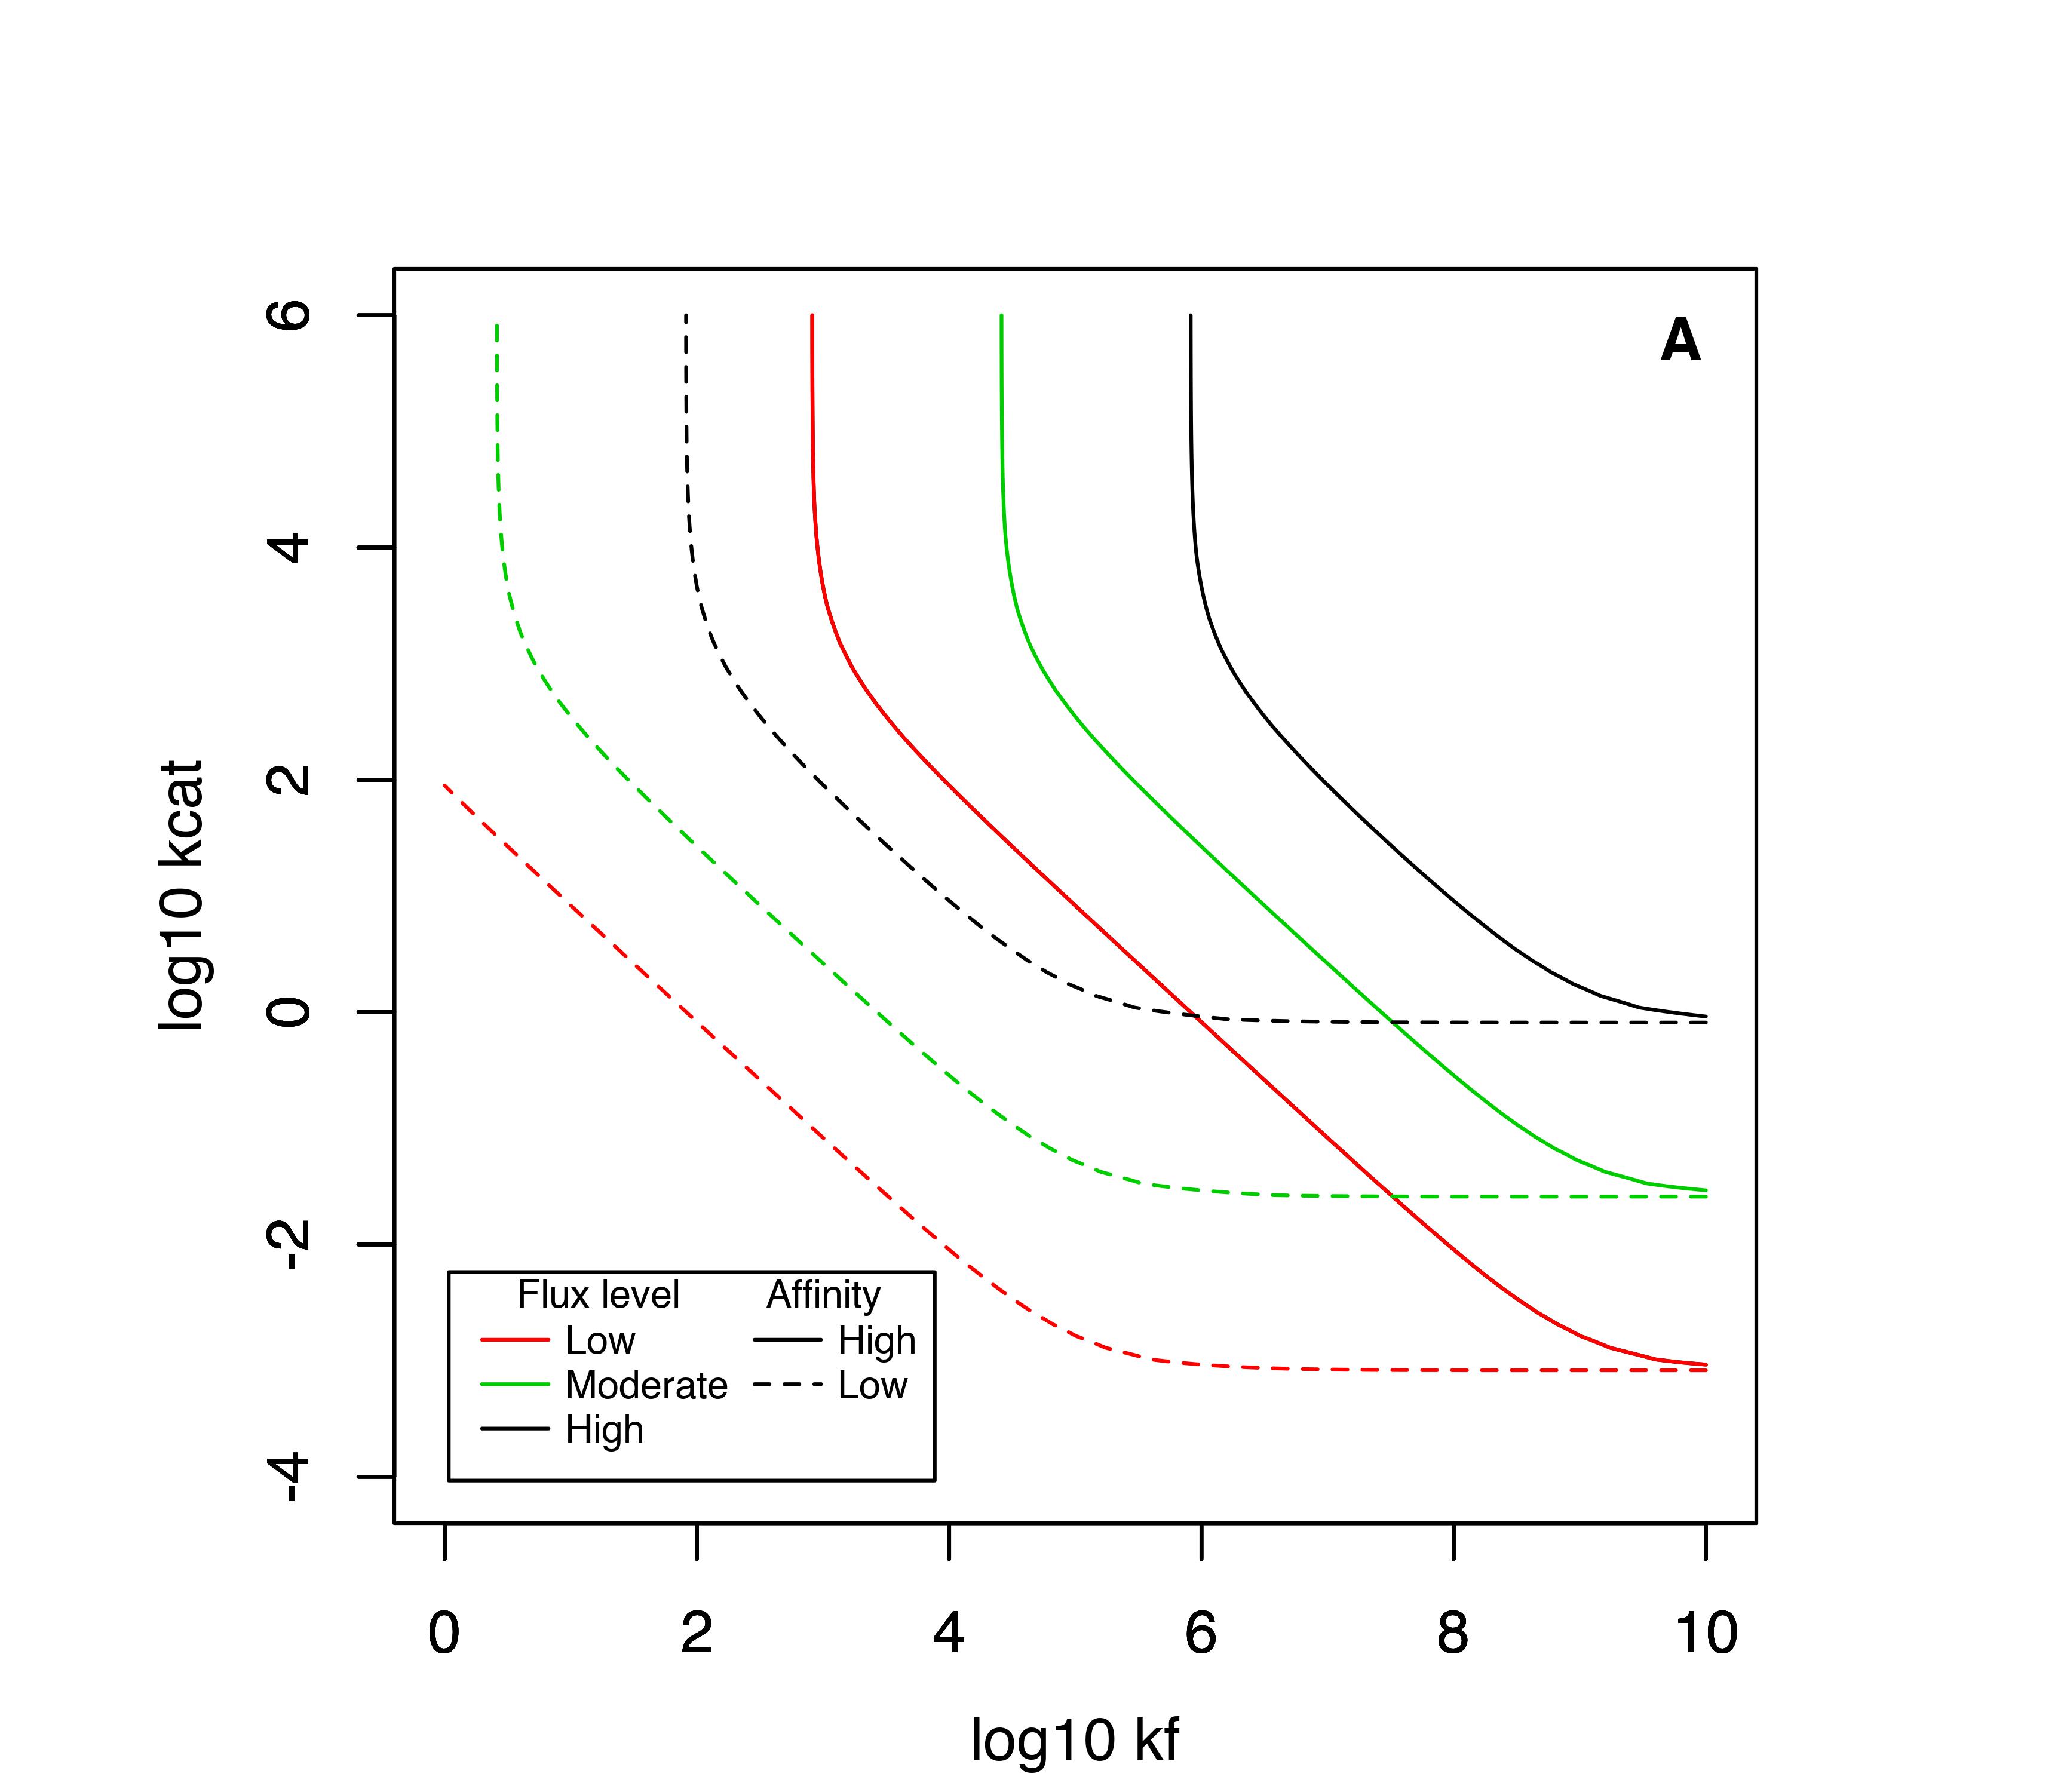 A
6
4
2
0
-2
-4
log10 kcat
Flux level Affinity
Low High
Moderate Low
High
0 2 4 6 8 10
log10 kf